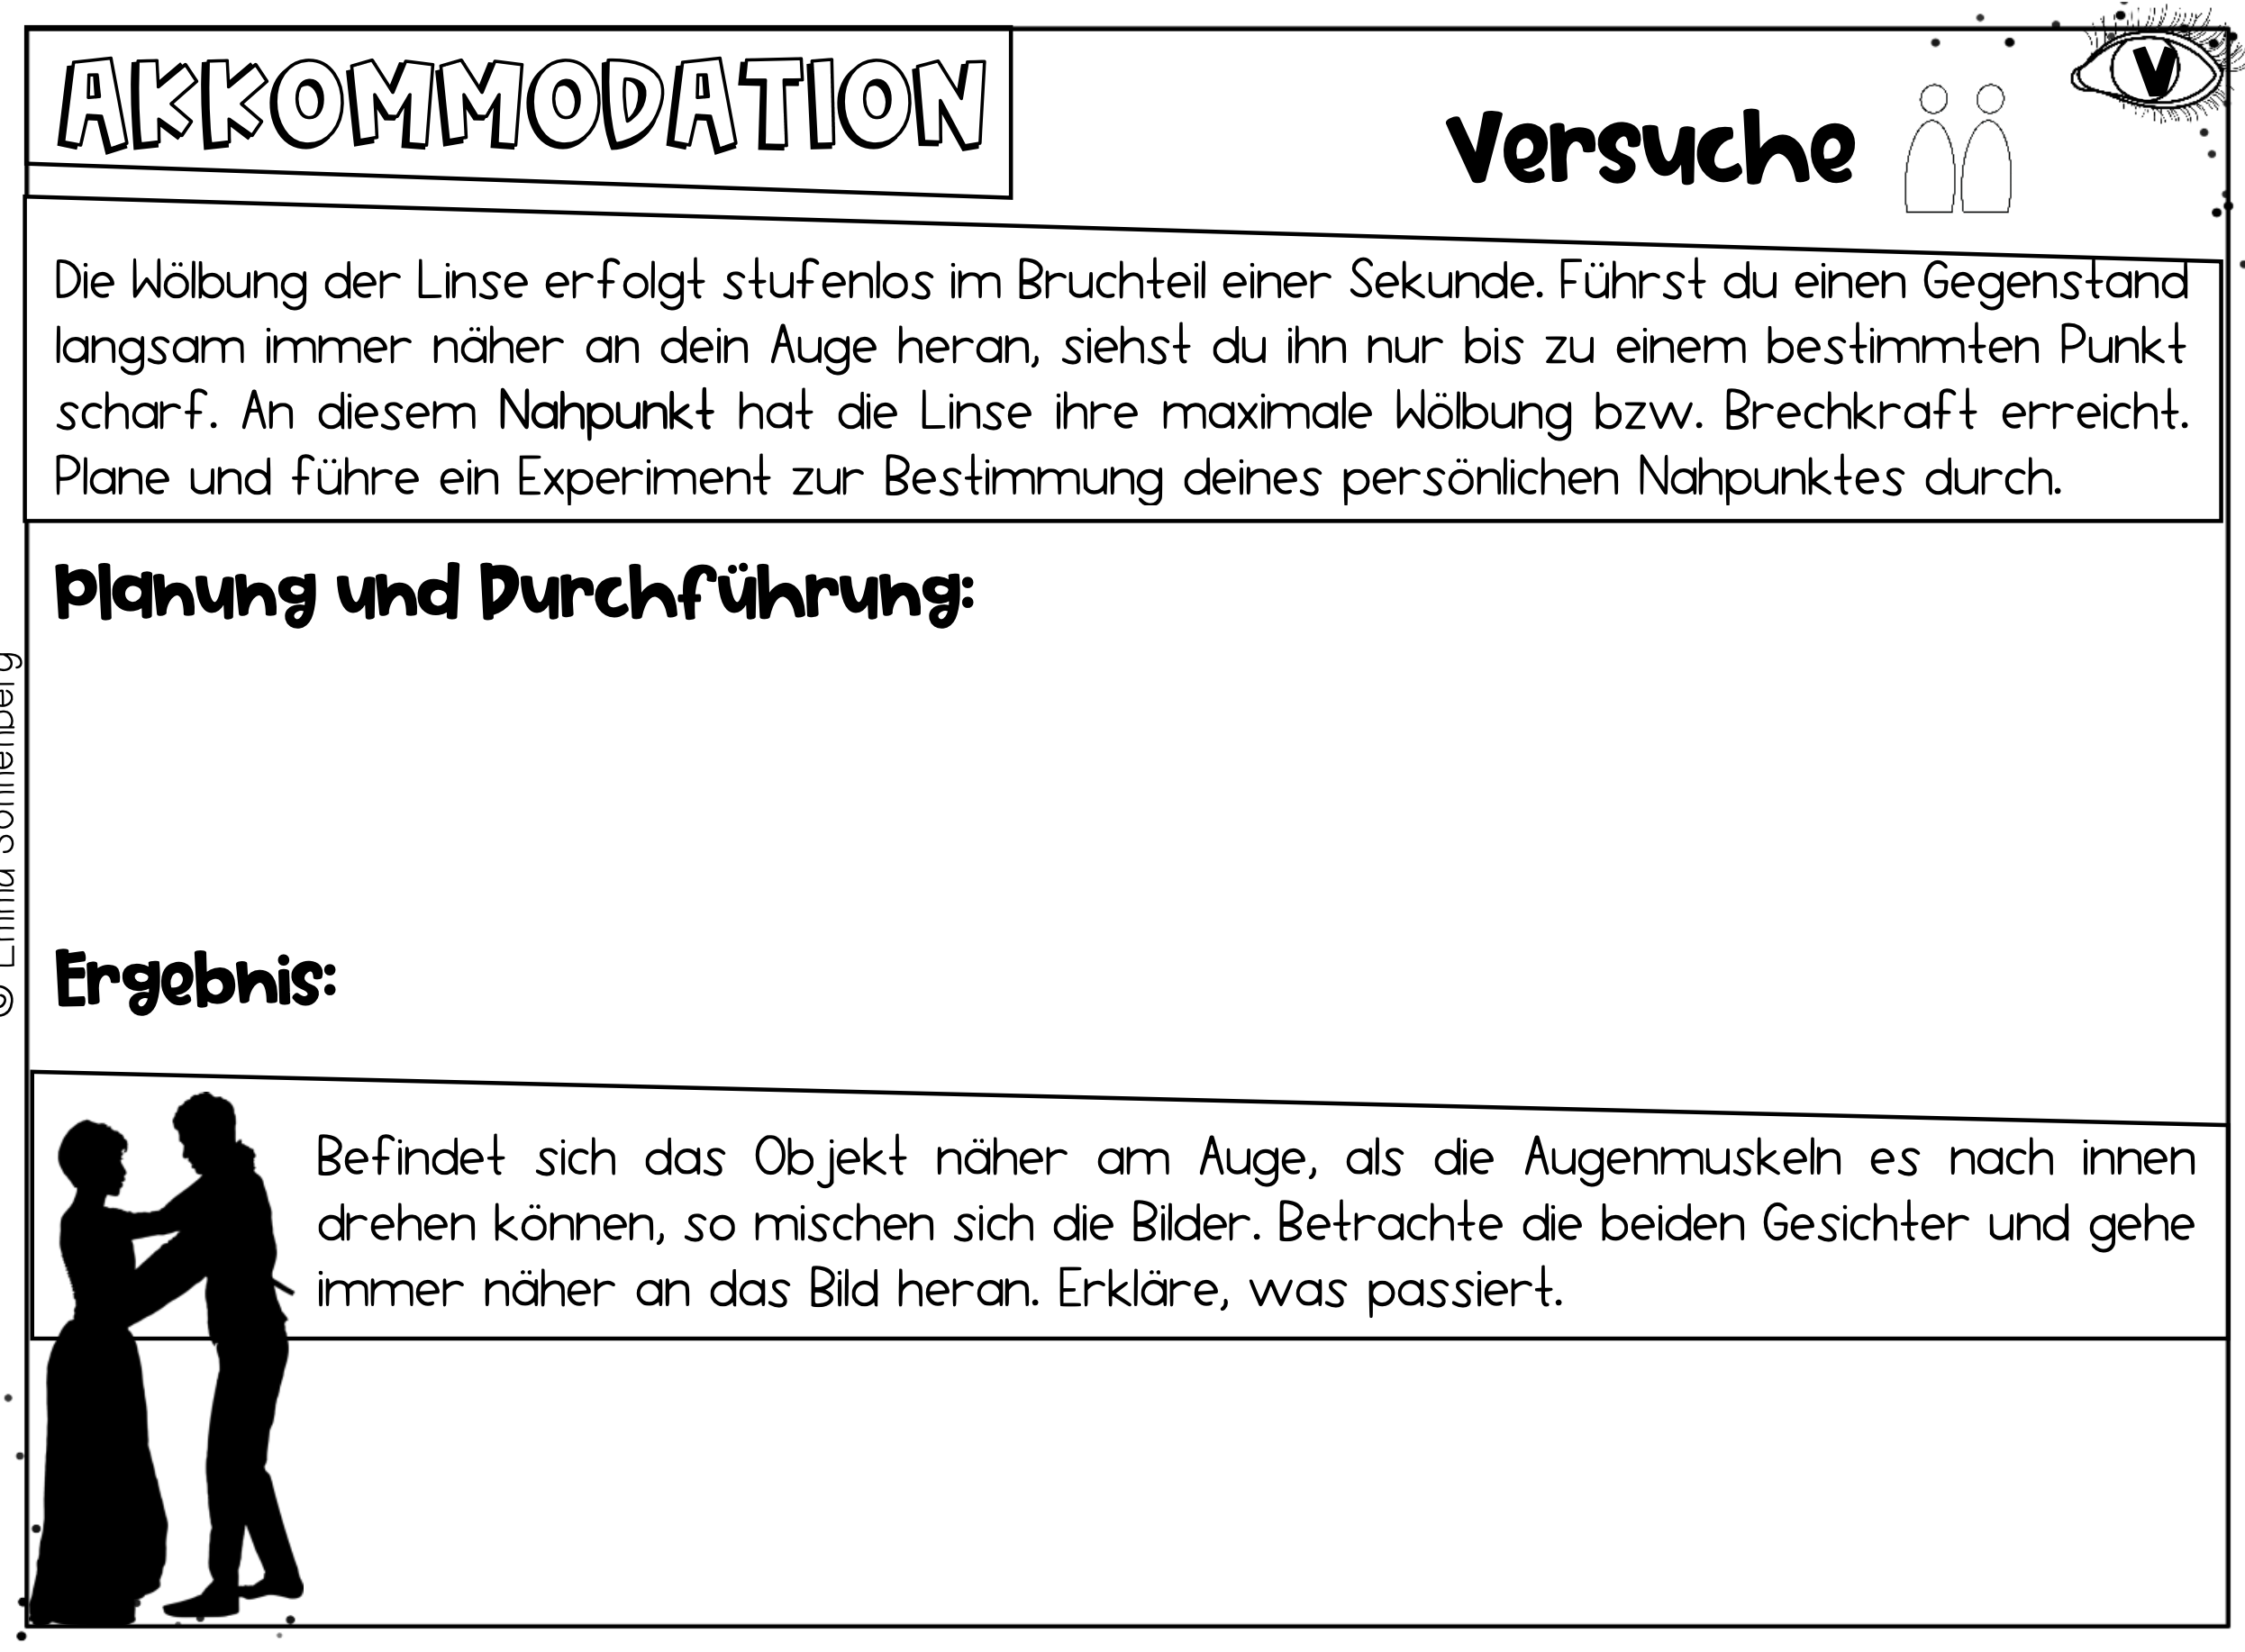 AKKOMMODATION
Versuche
V
Die Wölbung der Linse erfolgt stufenlos im Bruchteil einer Sekunde. Führst du einen Gegenstand
langsam immer näher an dein Auge heran, siehst du ihn nur bis zu einem bestimmten Punkt
scharf. An diesem Nahpunkt hat die Linse ihre maximale Wölbung bzw. Brechkraft erreicht.
Plane und führe ein Experiment zur Bestimmung deines persönlichen Nahpunktes durch.
Planung und Durchführung:
© Emma Sonnenberg
Ergebnis:
Befindet sich das Objekt näher am Auge, als die Augenmuskeln es nach innen
drehen können, so mischen sich die Bilder. Betrachte die beiden Gesichter und gehe
immer näher an das Bild heran. Erkläre, was passiert.